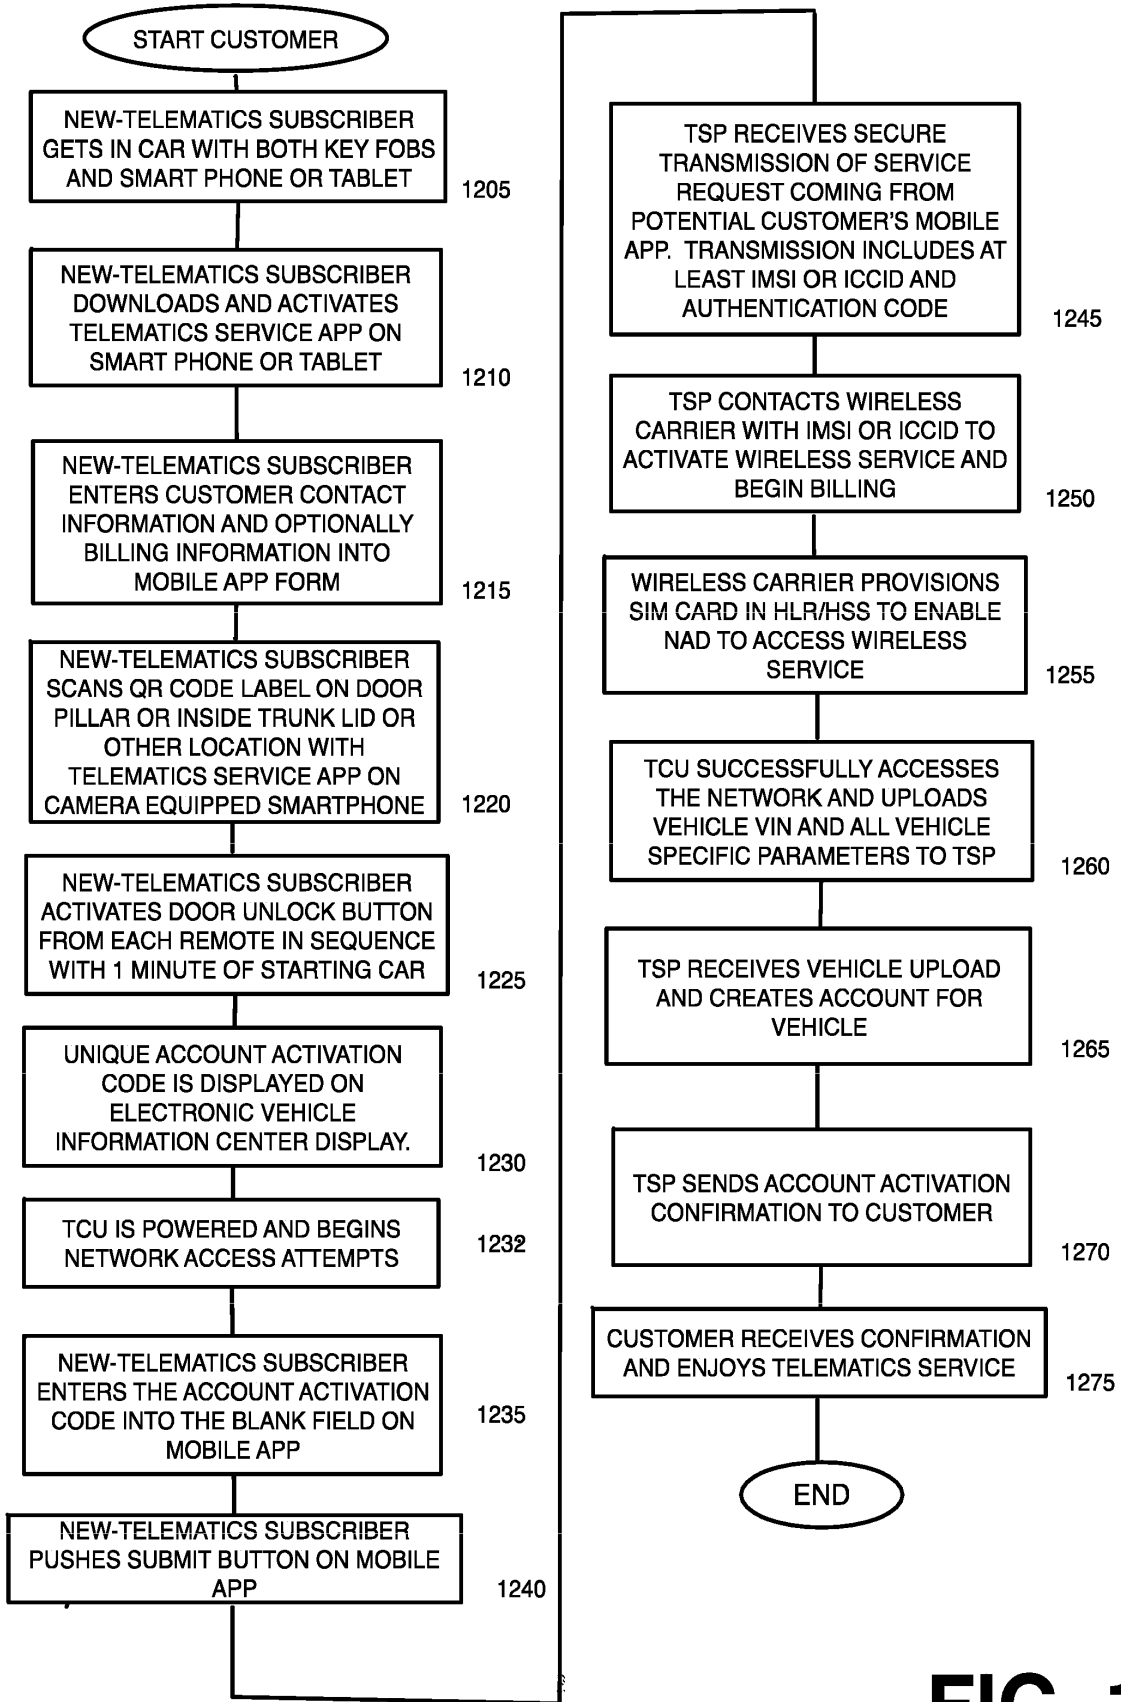 START CUSTOMER
NEW-TELEMATICS SUBSCRIBER
GETS IN CAR WITH BOTH KEY FOBS
AND SMART PHONE OR TABLET
1205
NEW-TELEMATICS SUBSCRIBER
DOWNLOADS AND ACTIVATES
TELEMATICS SERVICE APP ON
SMART PHONE OR TABLET
1210
NEW-TELEMATICS SUBSCRIBER
ENTERS CUSTOMER CONTACT
INFORMATION AND OPTIONALLY
BILLING INFORMATION INTO
MOBILE APP FORM
1215
NEW-TELEMATICS SUBSCRIBER
SCANS QR CODE LABEL ON DOOR
PILLAR OR INSIDE TRUNK LID OR
OTHER LOCATION WITH
TELEMATICS SERVICE APP ON
CAMERA EQUIPPED SMARTPHONE
1220
NEW-TELEMATICS SUBSCRIBER
ACTIVATES DOOR UNLOCK BUTTON
FROM EACH REMOTE IN SEQUENCE
WITH 1 MINUTE OF STARTING CAR
1225
UNIQUE ACCOUNT ACTIVATION
CODE IS DISPLAYED ON
ELECTRONIC VEHICLE
INFORMATION CENTER DISPLAY.
1230
TCU IS POWERED AND BEGINS
NETWORK ACCESS ATTEMPTS
1232
NEW-TELEMATICS SUBSCRIBER
ENTERS THE ACCOUNT ACTIVATION
CODE INTO THE BLANK FIELD ON
MOBILE APP
1235
NEW-TELEMATICS SUBSCRIBER
PUSHES SUBMIT BUTTON ON MOBILE
APP
1240
TSP RECEIVES SECURE
TRANSMISSION OF SERVICE
REQUEST COMING FROM
POTENTIAL CUSTOMER'S MOBILE
APP. TRANSMISSION INCLUDES AT
LEAST IMSI OR ICCID AND
AUTHENTICATION CODE
1245
TSP CONTACTS WIRELESS
CARRIER WITH IMSI OR ICCID TO
ACTIVATE WIRELESS SERVICE AND
BEGIN BILLING
1250
WIRELESS CARRIER PROVISIONS
SIM CARD IN HLR/HSS TO ENABLE
NAD TO ACCESS WIRELESS
SERVICE
1255
TCU SUCCESSFULLY ACCESSES
THE NETWORK AND UPLOADS
VEHICLE VIN AND ALL VEHICLE
SPECIFIC PARAMETERS TO TSP
1260
TSP RECEIVES VEHICLE UPLOAD
AND CREATES ACCOUNT FOR
VEHICLE
1265
TSP SENDS ACCOUNT ACTIVATION
CONFIRMATION TO CUSTOMER
1270
CUSTOMER RECEIVES CONFIRMATION
AND ENJOYS TELEMATICS SERVICE
1275
END
FIG.